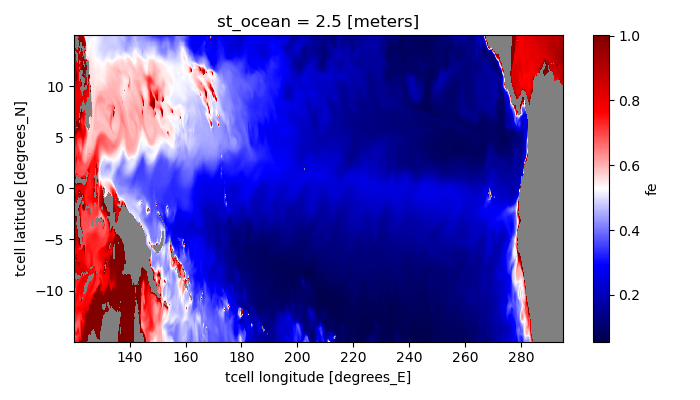 st_ocean = 2.5 [meters]
10
5
0
−5
−10
tcell latitude [degrees_N]
140 160 180 200 220 240 260 280
tcell longitude [degrees_E]
1.0
0.8
0.6
0.4
0.2
fe